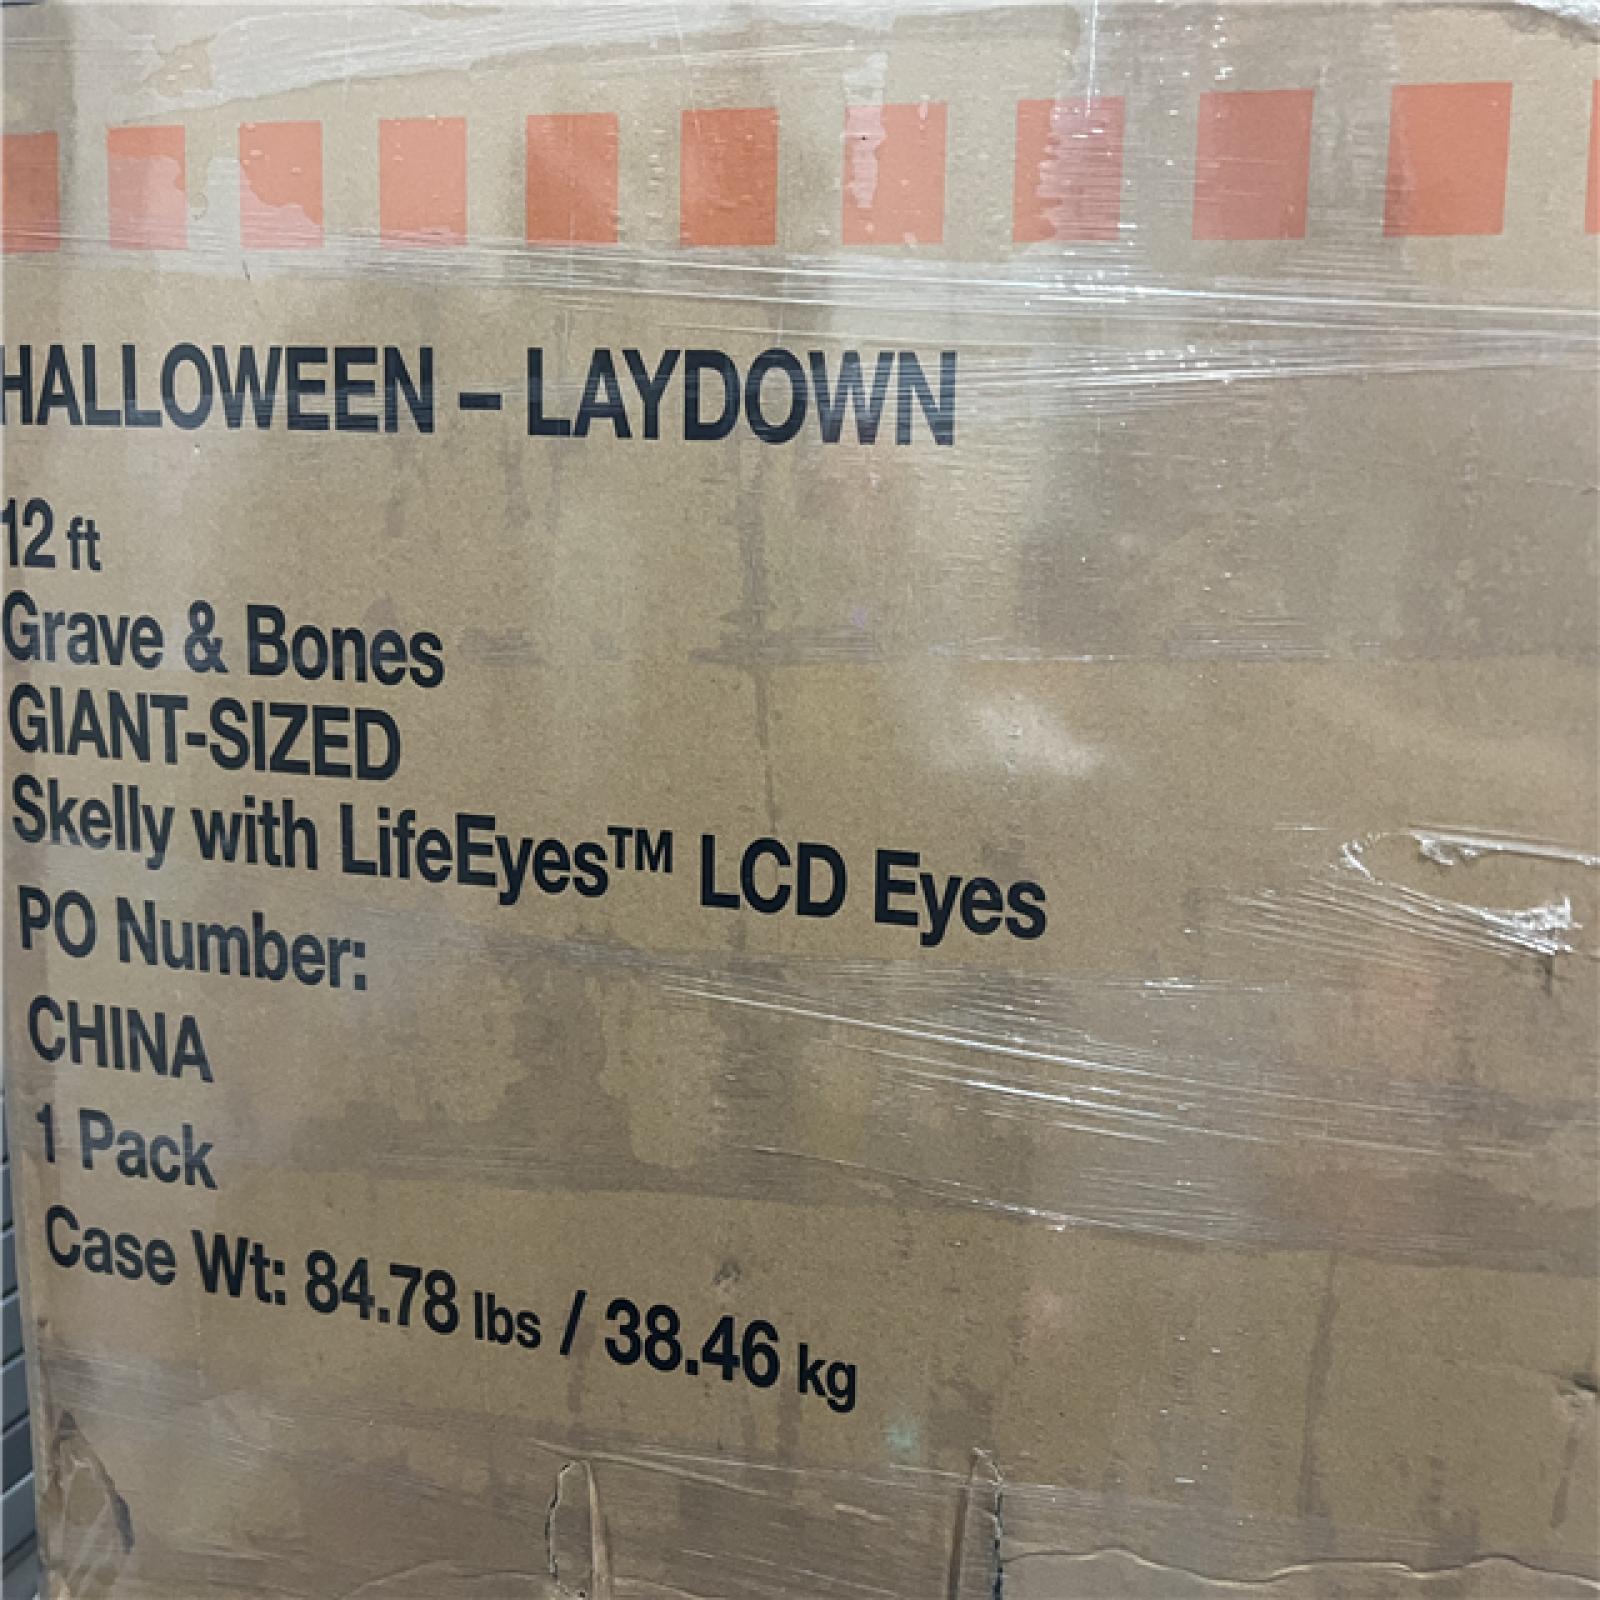 HALLOWEEN – LAYDOWN
12 ft
Grave & Bones
GIANT-SIZED
Skelly with LifeEyes™ LCD Eyes
PO Number:
CHINA
1 Pack
Case Wt: 84.78 lbs / 38.46 kg